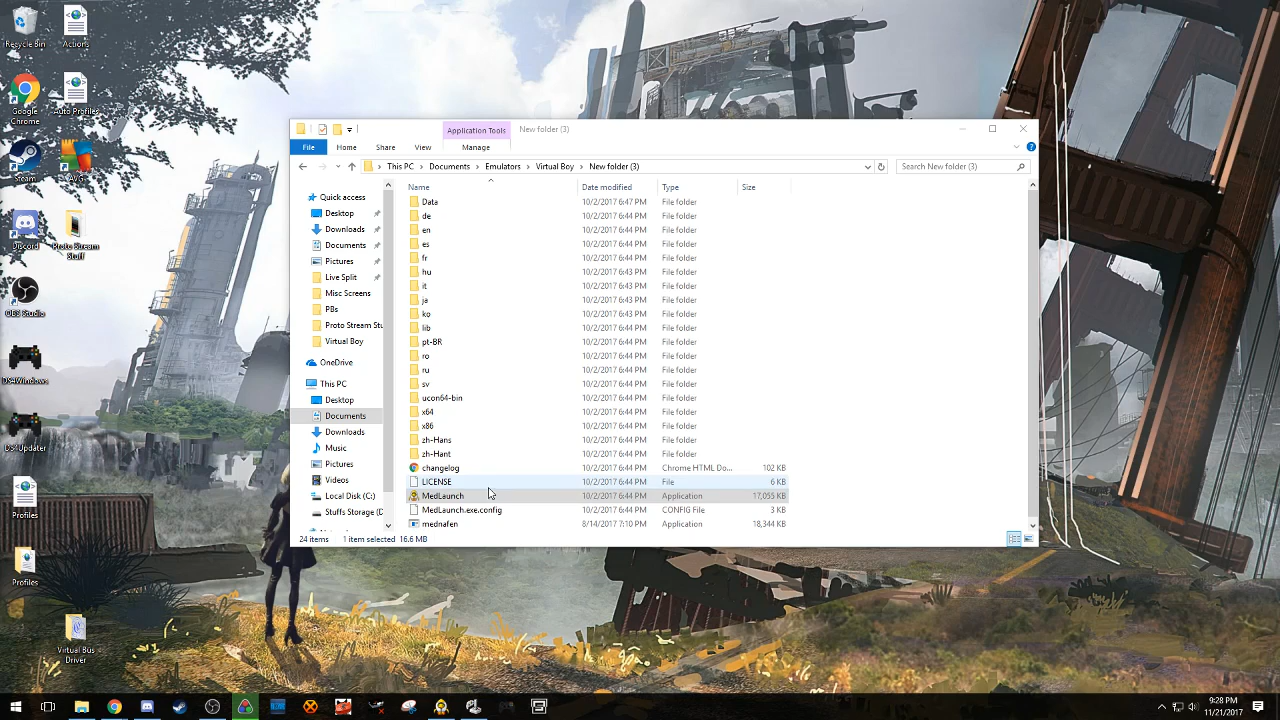 Recycle Bin
Actions
Google Chrome
Auto Profiles
Steam
AVG
Discord
Proto Stream Stuff
OBS Studio
DS4Windows
DS4Updater
Profiles
Profiles
Virtual Bus Driver
Application Tools
New folder (3)
File
Home
Share
View
Manage
This PC > Documents > Emulators > Virtual Boy > New folder (3)
Search New folder (3)
Quick access
Desktop
Downloads
Documents
Pictures
Live Split
Misc Screens
PBs
Proto Stream Stu
Virtual Boy
OneDrive
This PC
Desktop
Documents
Downloads
Music
Pictures
Videos
Local Disk (C:)
Stuffs Storage (D
Name Date modified Type Size
Data 10/2/2017 6:47 PM File folder
de 10/2/2017 6:44 PM File folder
en 10/2/2017 6:44 PM File folder
es 10/2/2017 6:44 PM File folder
fr 10/2/2017 6:44 PM File folder
hu 10/2/2017 6:43 PM File folder
it 10/2/2017 6:43 PM File folder
ja 10/2/2017 6:43 PM File folder
ko 10/2/2017 6:44 PM File folder
lib 10/2/2017 6:44 PM File folder
pt-BR 10/2/2017 6:44 PM File folder
ro 10/2/2017 6:44 PM File folder
ru 10/2/2017 6:44 PM File folder
sv 10/2/2017 6:44 PM File folder
ucon64-bin 10/2/2017 6:44 PM File folder
x64 10/2/2017 6:44 PM File folder
x86 10/2/2017 6:44 PM File folder
zh-Hans 10/2/2017 6:44 PM File folder
zh-Hant 10/2/2017 6:44 PM File folder
changelog 10/2/2017 6:44 PM Chrome HTML Do... 102 KB
LICENSE 10/2/2017 6:44 PM File 6 KB
MedLaunch 10/2/2017 6:44 PM Application 17,055 KB
MedLaunch.exe.config 10/2/2017 6:44 PM CONFIG File 3 KB
mednafen 8/14/2017 7:10 PM Application 18,344 KB
24 items 1 item selected 16.6 MB
9:28 PM
11/21/2017